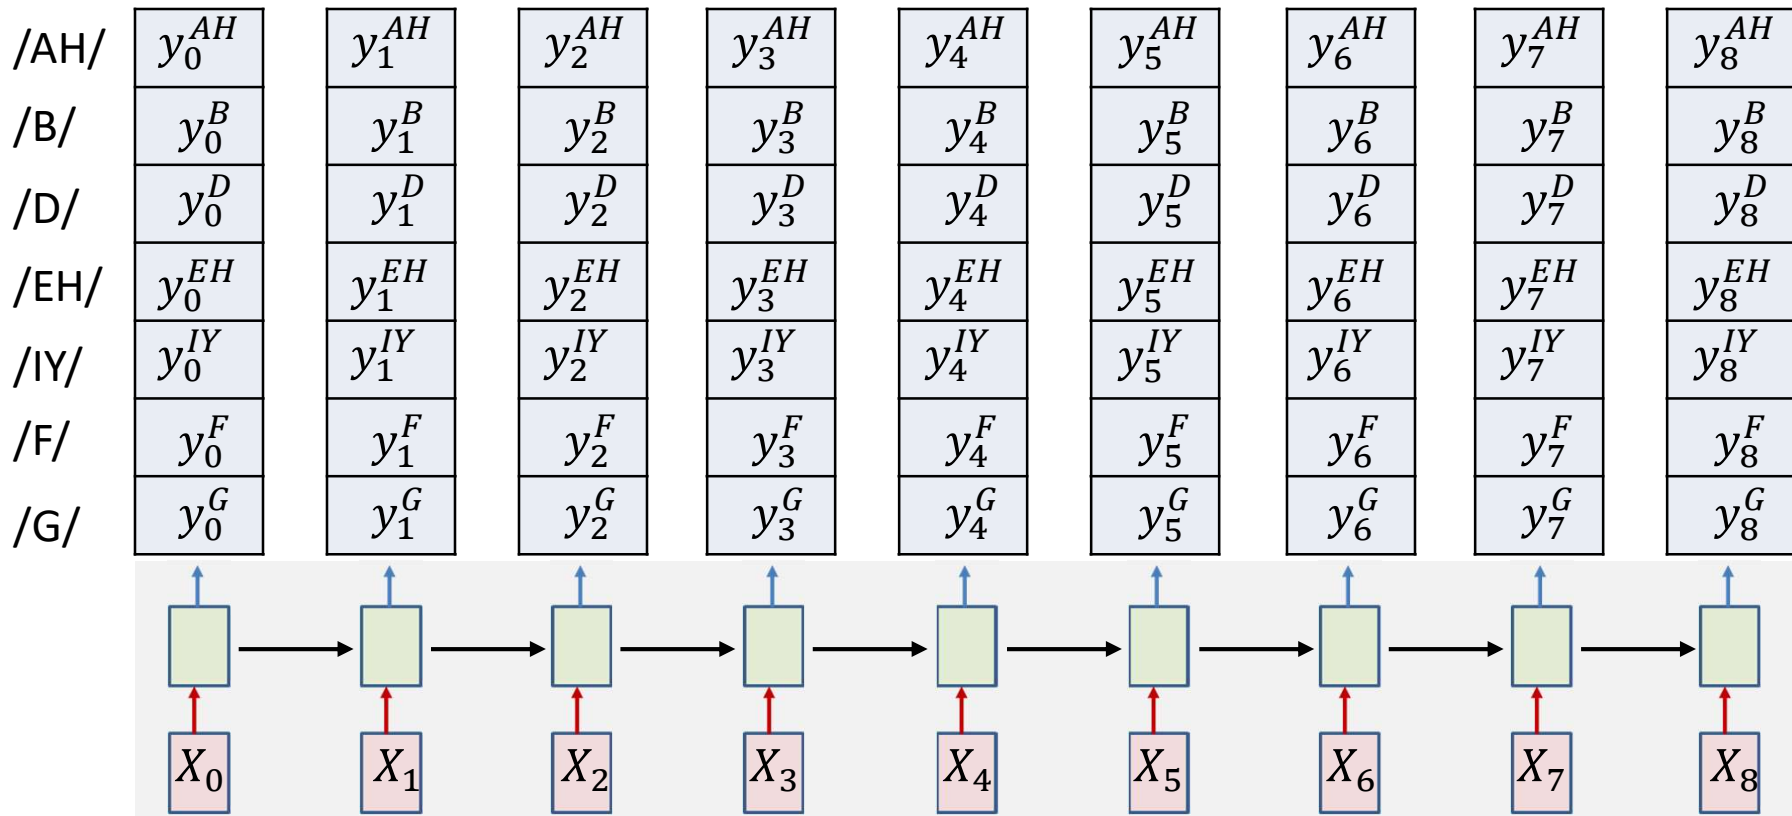 /AH/ y_0^{AH} y_1^{AH} y_2^{AH} y_3^{AH} y_4^{AH} y_5^{AH} y_6^{AH} y_7^{AH} y_8^{AH}
/B/ y_0^B y_1^B y_2^B y_3^B y_4^B y_5^B y_6^B y_7^B y_8^B
/D/ y_0^D y_1^D y_2^D y_3^D y_4^D y_5^D y_6^D y_7^D y_8^D
/EH/ y_0^{EH} y_1^{EH} y_2^{EH} y_3^{EH} y_4^{EH} y_5^{EH} y_6^{EH} y_7^{EH} y_8^{EH}
/IY/ y_0^{IY} y_1^{IY} y_2^{IY} y_3^{IY} y_4^{IY} y_5^{IY} y_6^{IY} y_7^{IY} y_8^{IY}
/F/ y_0^F y_1^F y_2^F y_3^F y_4^F y_5^F y_6^F y_7^F y_8^F
/G/ y_0^G y_1^G y_2^G y_3^G y_4^G y_5^G y_6^G y_7^G y_8^G
X_0 X_1 X_2 X_3 X_4 X_5 X_6 X_7 X_8